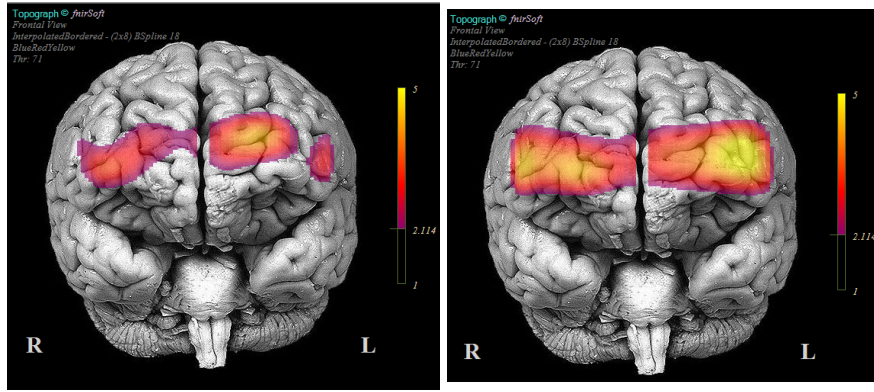 Topograph © fnirSoft
Frontal View
InterpolatedBordered - (2x8) BSpline 18
BlueRedYellow
Thr: 71
5
2.114
1
R
L
Topograph © fnirSoft
Frontal View
InterpolatedBordered - (2x8) BSpline 18
BlueRedYellow
Thr: 71
5
2.114
1
R
L